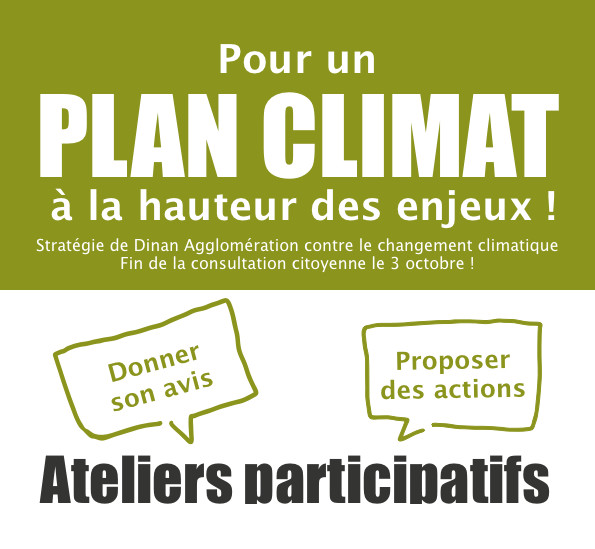 Pour un
PLAN CLIMAT
à la hauteur des enjeux !
Stratégie de Dinan Agglomération contre le changement climatique
Fin de la consultation citoyenne le 3 octobre !
Donner
son avis
Proposer
des actions
Ateliers participatifs